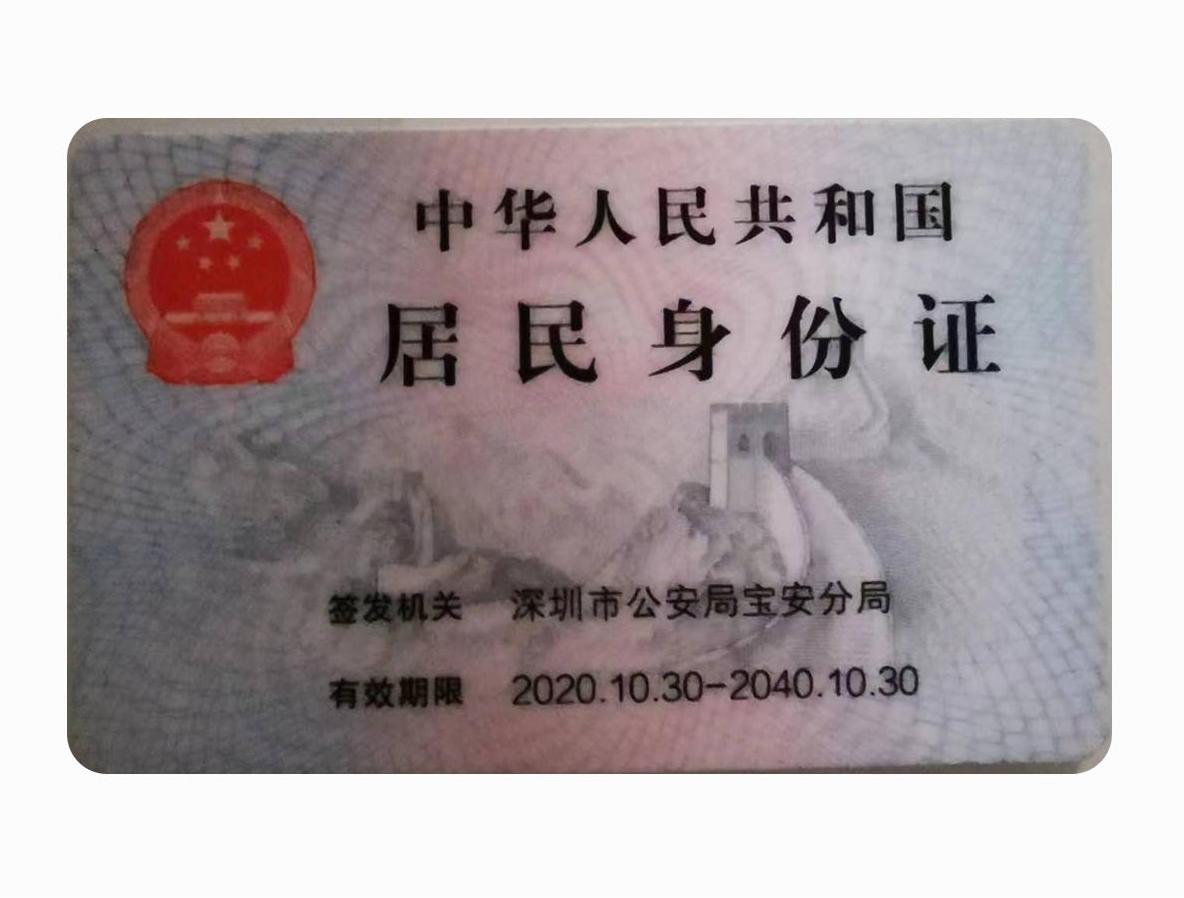 中华人民共和国
居民身份证
签发机关 深圳市公安局宝安分局
有效期限 2020.10.30-2040.10.30